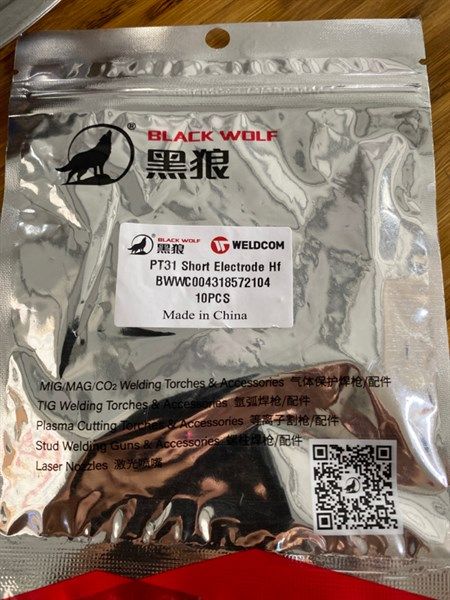 ®
BLACK WOLF
黑狼
BLACK WOLF
黑狼
WELDCOM
PT31 Short Electrode Hf
BWWC004318572104
10PCS
Made in China
MIG/MAG/CO₂ Welding Torches & Accessories 气体保护焊枪/配件
TIG Welding Torches & Accessories 氩弧焊枪/配件
Plasma Cutting Torches & Accessories 等离子割枪/配件
Stud Welding Guns & Accessories 螺柱焊枪/配件
Laser Nozzles 激光喷嘴